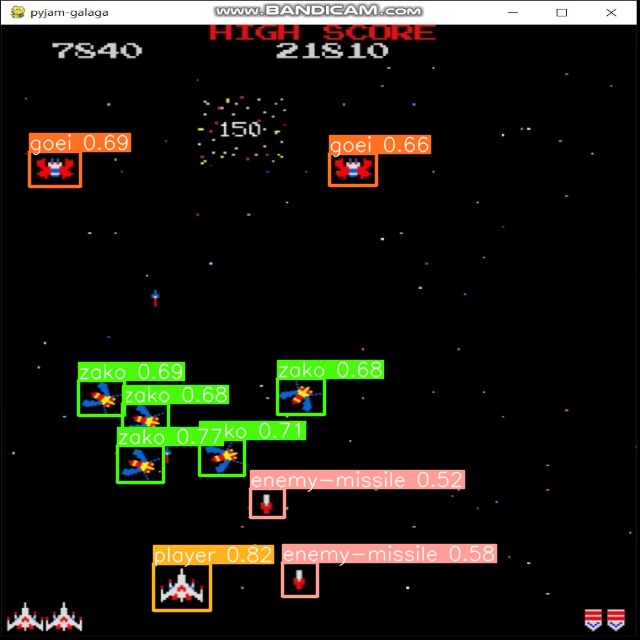 pyjam-galaga
www.BANDICAM.com
HIGH SCORE
7840 21810
150
goei 0.69
goei 0.66
zako 0.69
zako 0.68
zako 0.68
zako 0.77
ko 0.71
enemy-missile 0.52
player 0.82
enemy-missile 0.58